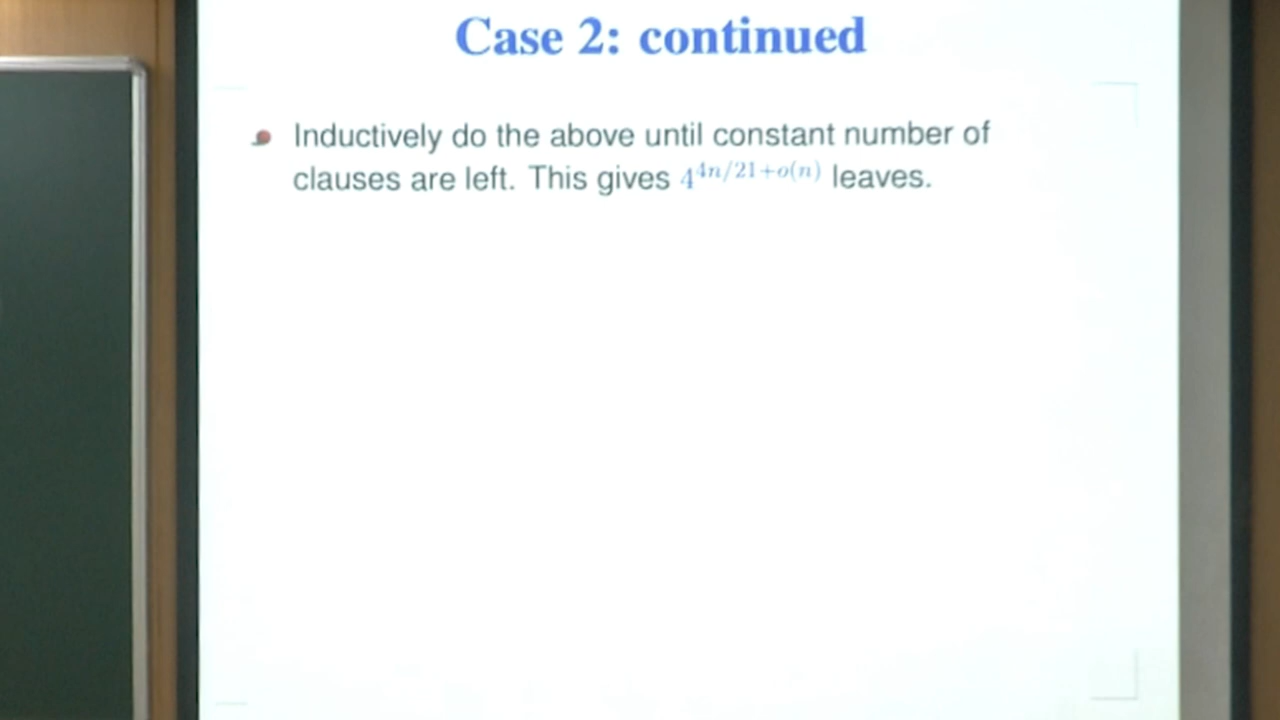 Case 2: continued
Inductively do the above until constant number of
clauses are left. This gives 4^{4n/21+o(n)} leaves.